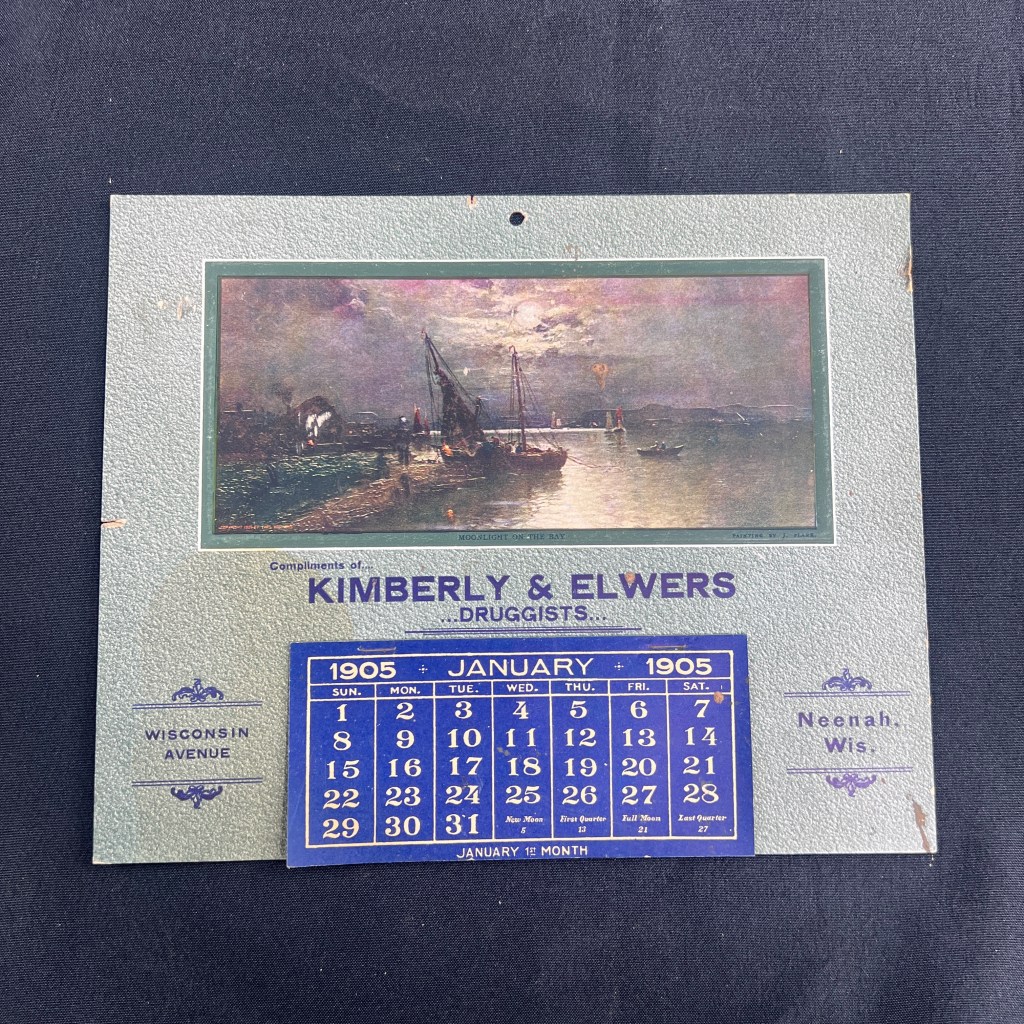 MOONLIGHT ON THE BAY
PAINTING BY J.
Compliments of....
KIMBERLY & ELWERS
...DRUGGISTS...
WISCONSIN
AVENUE
Neenah.
Wis.
1905 JANUARY 1905
SUN. MON. TUE. WED. THU. FRI. SAT.
1 2 3 4 5 6 7
8 9 10 11 12 13 14
15 16 17 18 19 20 21
22 23 24 25 26 27 28
29 30 31 New Moon First Quarter Full Moon Last Quarter
5 13 21 27
JANUARY 1ST MONTH